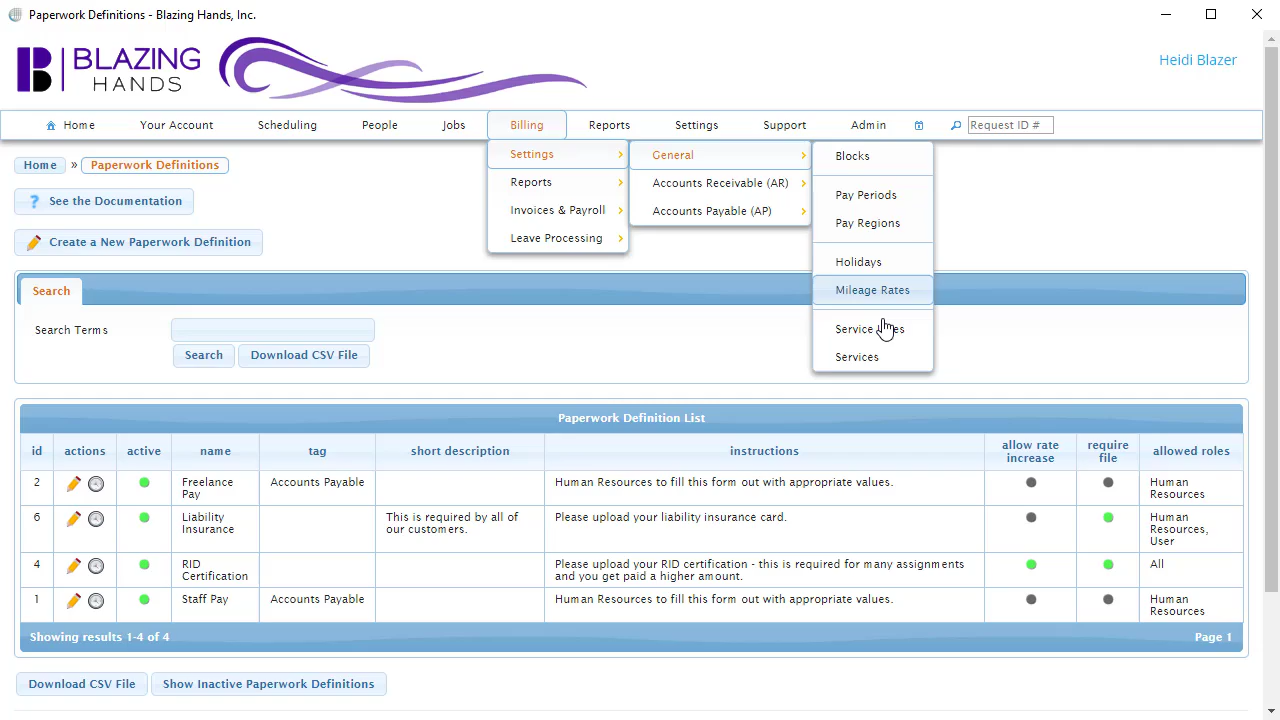 Paperwork Definitions - Blazing Hands, Inc.
BLAZING
HANDS
Heidi Blazer
Home Your Account Scheduling People Jobs Billing Reports Settings Support Admin Request ID #
Settings General Blocks
Reports Accounts Receivable (AR) Pay Periods
Invoices & Payroll Accounts Payable (AP) Pay Regions
Leave Processing Holidays
Mileage Rates
Service
Services
Home » Paperwork Definitions
? See the Documentation
Create a New Paperwork Definition
Search
Search Terms
Search Download CSV File
Paperwork Definition List
id actions active name tag short description instructions allow rate increase require file allowed roles
2 Freelance Pay Accounts Payable Human Resources to fill this form out with appropriate values. Human Resources
6 Liability Insurance This is required by all of our customers. Please upload your liability insurance card. Human Resources, User
4 RID Certification Please upload your RID certification - this is required for many assignments and you get paid a higher amount. All
1 Staff Pay Accounts Payable Human Resources to fill this form out with appropriate values. Human Resources
Showing results 1-4 of 4 Page 1
Download CSV File Show Inactive Paperwork Definitions